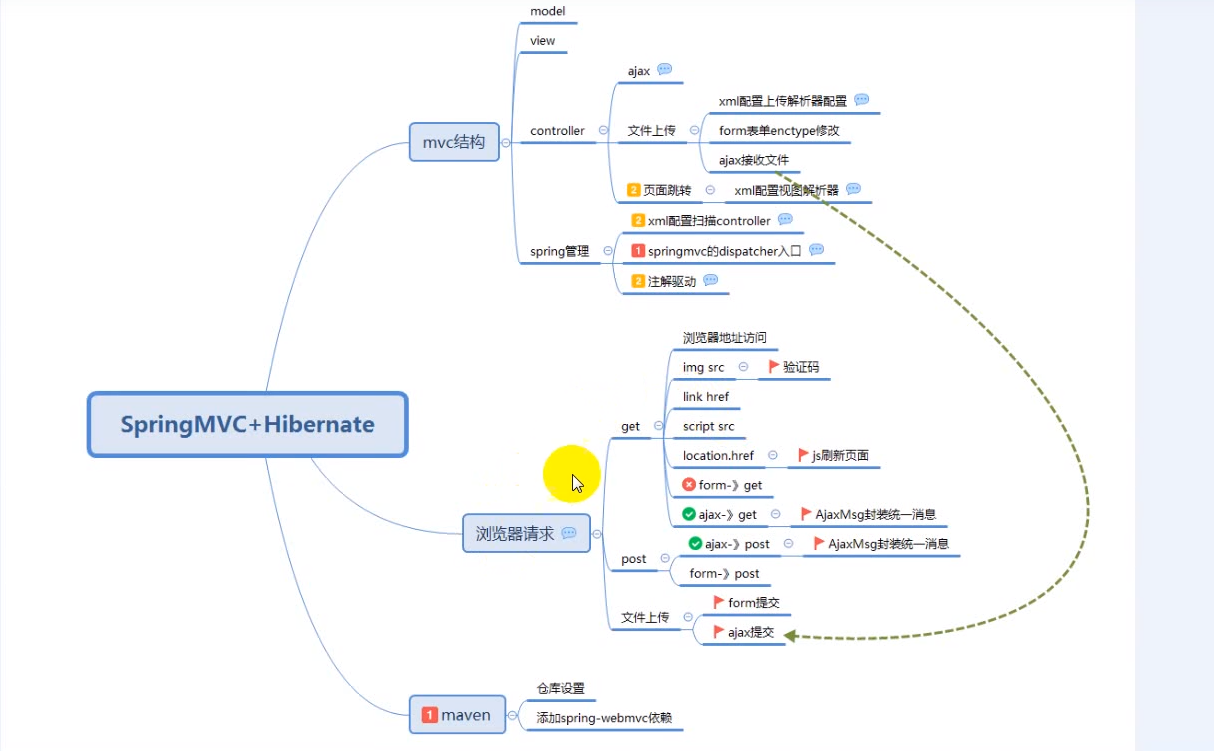 SpringMVC+Hibernate
mvc结构
model
view
controller
ajax
文件上传
xml配置上传解析器配置
form表单enctype修改
ajax接收文件
2 页面跳转
xml配置视图解析器
spring管理
2 xml配置扫描controller
1 springmvc的dispatcher入口
2 注解驱动
浏览器请求
get
浏览器地址访问
img src
验证码
link href
script src
location.href
js刷新页面
form-》get
ajax-》get
AjaxMsg封装统一消息
post
ajax-》post
AjaxMsg封装统一消息
form-》post
文件上传
form提交
ajax提交
1 maven
仓库设置
添加spring-webmvc依赖